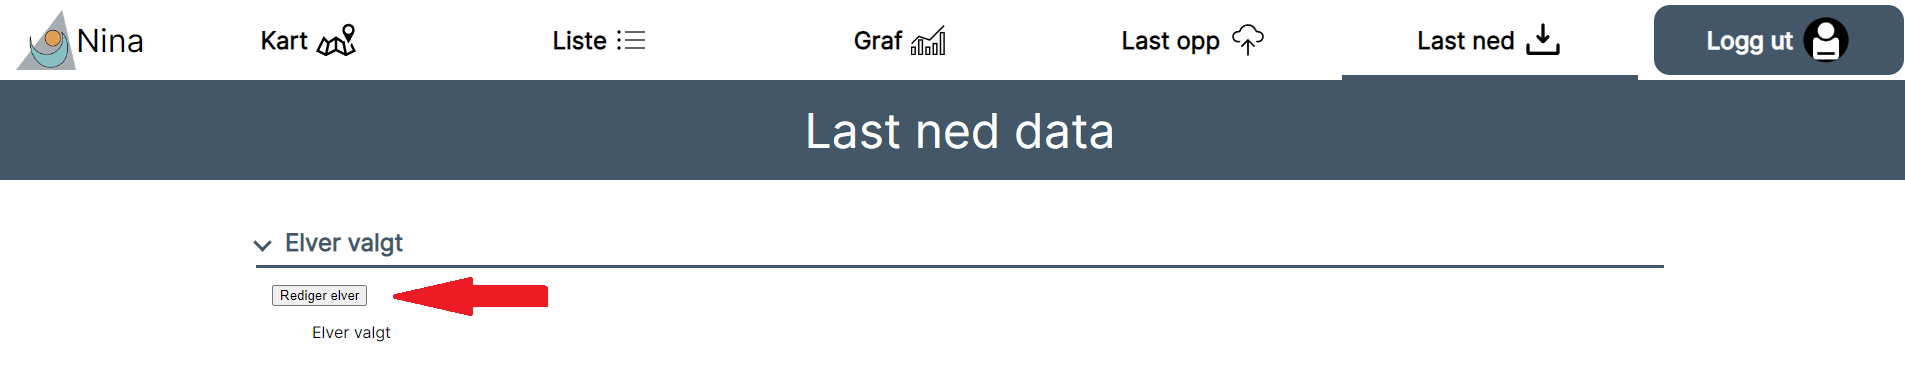 Nina
Kart
Liste
Graf
Last opp
Last ned
Logg ut
Last ned data
Elver valgt
Rediger elver
Elver valgt